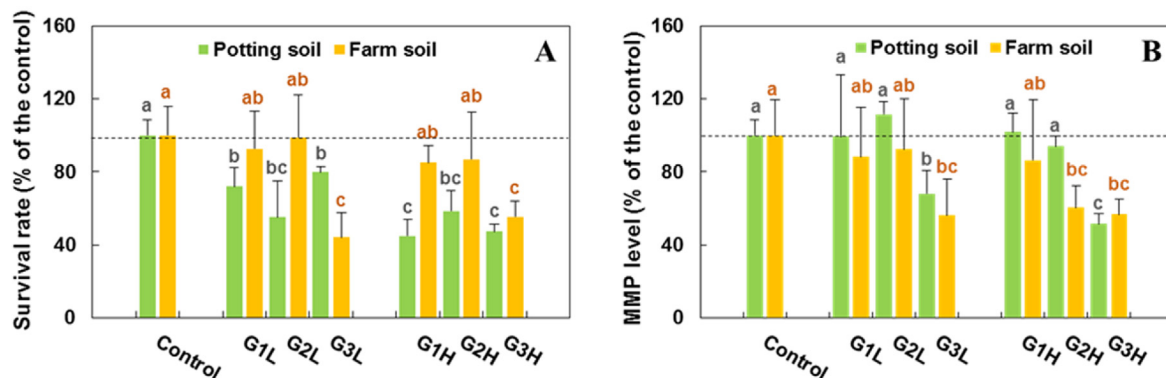 Survival rate (% of the control)
160
120
80
40
0
Potting soil
Farm soil
A
a
a
b
ab
bc
ab
b
c
c
ab
bc
ab
c
c
Control
G1L
G2L
G3L
G1H
G2H
G3H
MMP level (% of the control)
160
120
80
40
0
Potting soil
Farm soil
B
a
a
a
ab
a
ab
b
bc
a
ab
a
bc
c
bc
Control
G1L
G2L
G3L
G1H
G2H
G3H